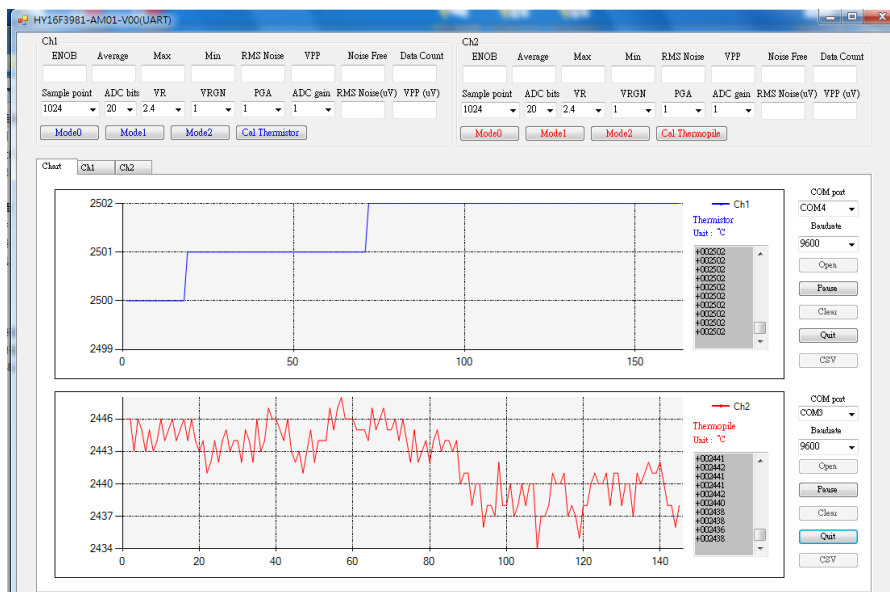 HY16F3981-AM01-V00(UART)
Ch1
ENOB Average Max Min RMS Noise VPP Noise Free Data Count
Sample point ADC bits VR VRGN PGA ADC gain RMS Noise(uV) VPP (uV)
1024 20 2.4 1 1 1
Mode0 Mode1 Mode2 Cal Thermistor
Ch2
ENOB Average Max Min RMS Noise VPP Noise Free Data Count
Sample point ADC bits VR VRGN PGA ADC gain RMS Noise(uV) VPP (uV)
1024 20 2.4 1 1 1
Mode0 Mode1 Mode2 Cal Thermopile
Chart Ch1 Ch2
2502
2501
2500
2499
0 50 100 150
Ch1
Thermistor
Unit : °C
+002502
+002502
+002502
+002502
+002502
+002502
+002502
+002502
+002502
+002502
COM port
COM4
Baudrate
9600
Open
Pause
Clear
Quit
CSV
2446
2443
2440
2437
2434
0 20 40 60 80 100 120 140
Ch2
Thermopile
Unit : °C
+002441
+002442
+002441
+002441
+002442
+002440
+002438
+002438
+002436
+002438
COM port
COM3
Baudrate
9600
Open
Pause
Clear
Quit
CSV